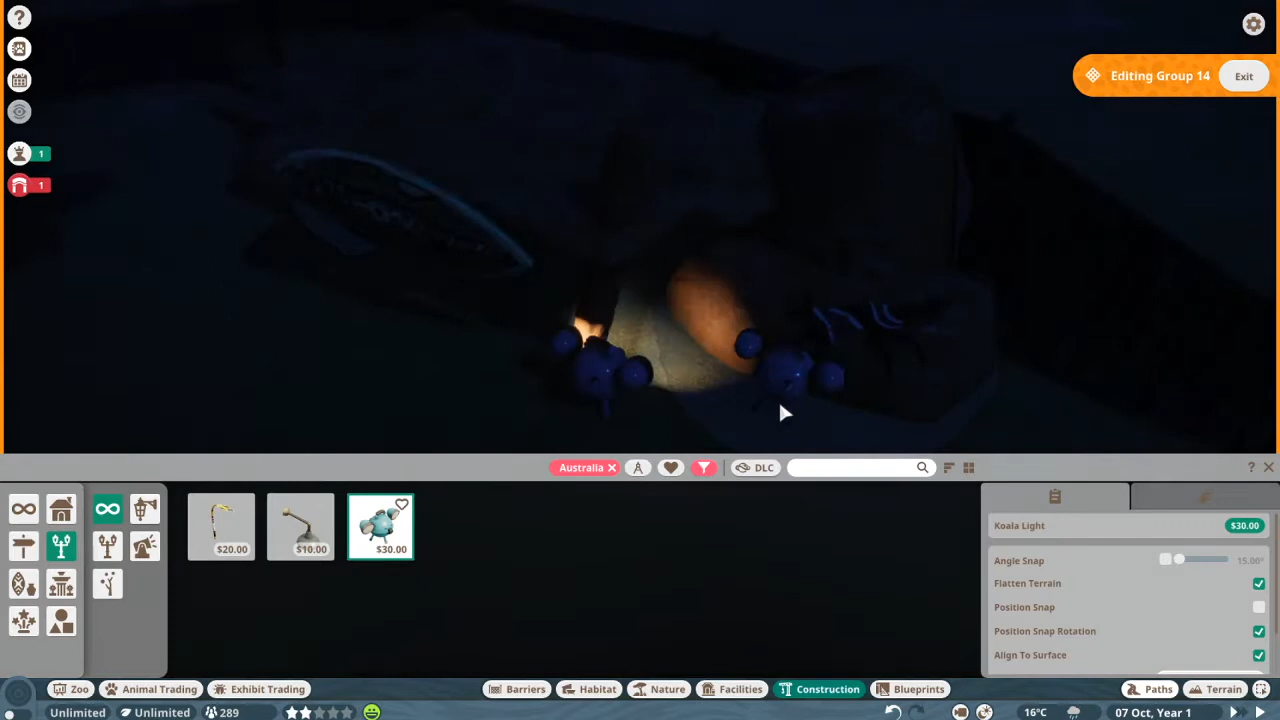 ?
Editing Group 14
Exit
1
1
Australia
DLC
?
$20.00
$10.00
$30.00
Koala Light
$30.00
Angle Snap
15.00°
Flatten Terrain
Position Snap
Position Snap Rotation
Align To Surface
Zoo
Animal Trading
Exhibit Trading
Barriers
Habitat
Nature
Facilities
Construction
Blueprints
Paths
Terrain
Unlimited
Unlimited
289
16°C
07 Oct, Year 1